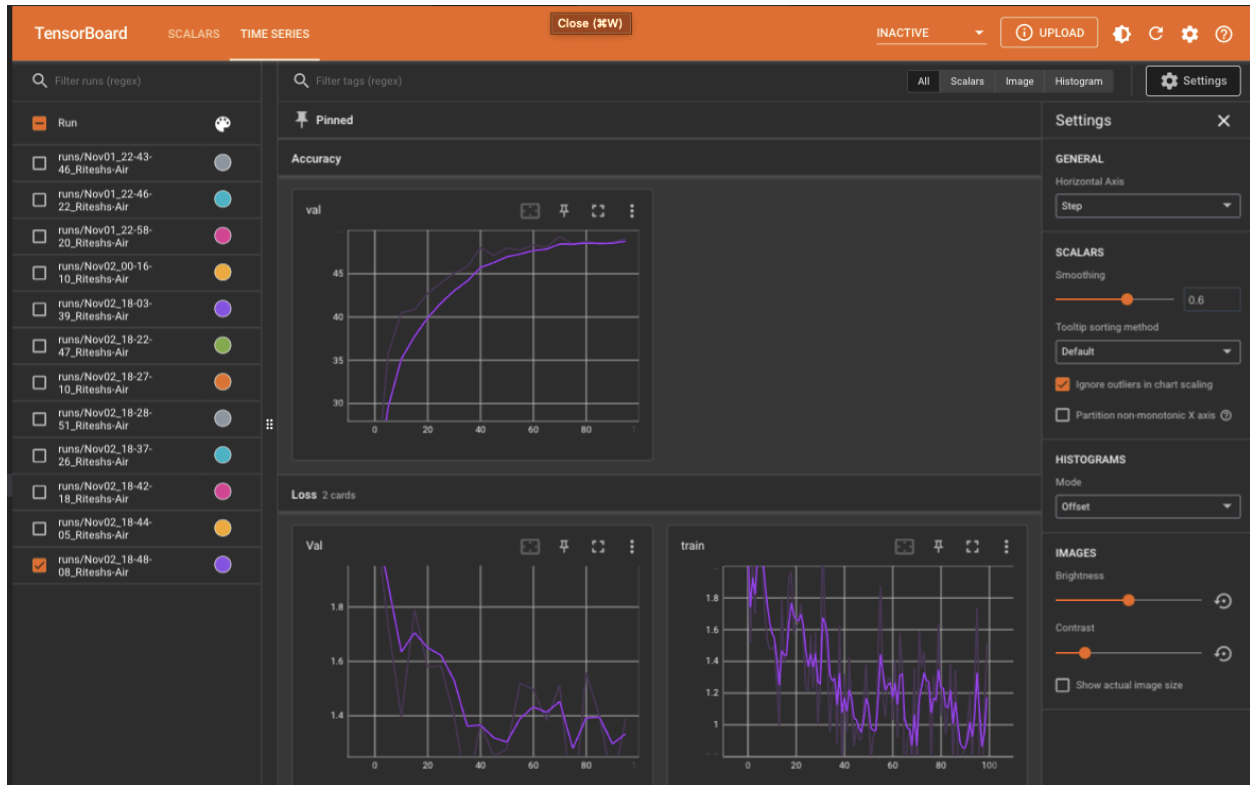 Close (⌘W)
TensorBoard
SCALARS
TIME SERIES
INACTIVE
UPLOAD
Filter runs (regex)
Filter tags (regex)
All
Scalars
Image
Histogram
Settings
Run
runs/Nov01_22-43-
46_Riteshs-Air
runs/Nov01_22-46-
22_Riteshs-Air
runs/Nov01_22-58-
20_Riteshs-Air
runs/Nov02_00-16-
10_Riteshs-Air
runs/Nov02_18-03-
39_Riteshs-Air
runs/Nov02_18-22-
47_Riteshs-Air
runs/Nov02_18-27-
10_Riteshs-Air
runs/Nov02_18-28-
51_Riteshs-Air
runs/Nov02_18-37-
26_Riteshs-Air
runs/Nov02_18-42-
18_Riteshs-Air
runs/Nov02_18-44-
05_Riteshs-Air
runs/Nov02_18-48-
08_Riteshs-Air
Pinned
Accuracy
val
45
40
35
30
0 20 40 60 80
Loss 2 cards
Val
1.8
1.6
1.4
0 20 40 60 80
train
1.8
1.6
1.4
1.2
1
0 20 40 60 80 100
Settings
GENERAL
Horizontal Axis
Step
SCALARS
Smoothing
0.6
Tooltip sorting method
Default
Ignore outliers in chart scaling
Partition non-monotonic X axis
HISTOGRAMS
Mode
Offset
IMAGES
Brightness
Contrast
Show actual image size